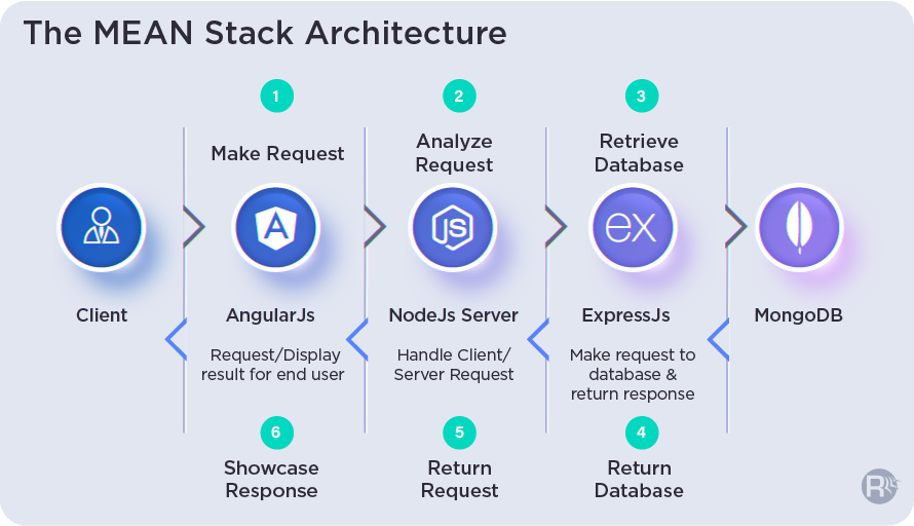 The MEAN Stack Architecture
1
2
3
Make Request
Analyze
Request
Retrieve
Database
A
JS
ex
Client
AngularJs
NodeJs Server
ExpressJs
MongoDB
Request/Display
result for end user
Handle Client/
Server Request
Make request to
database &
return response
6
5
4
Showcase
Response
Return
Request
Return
Database
R